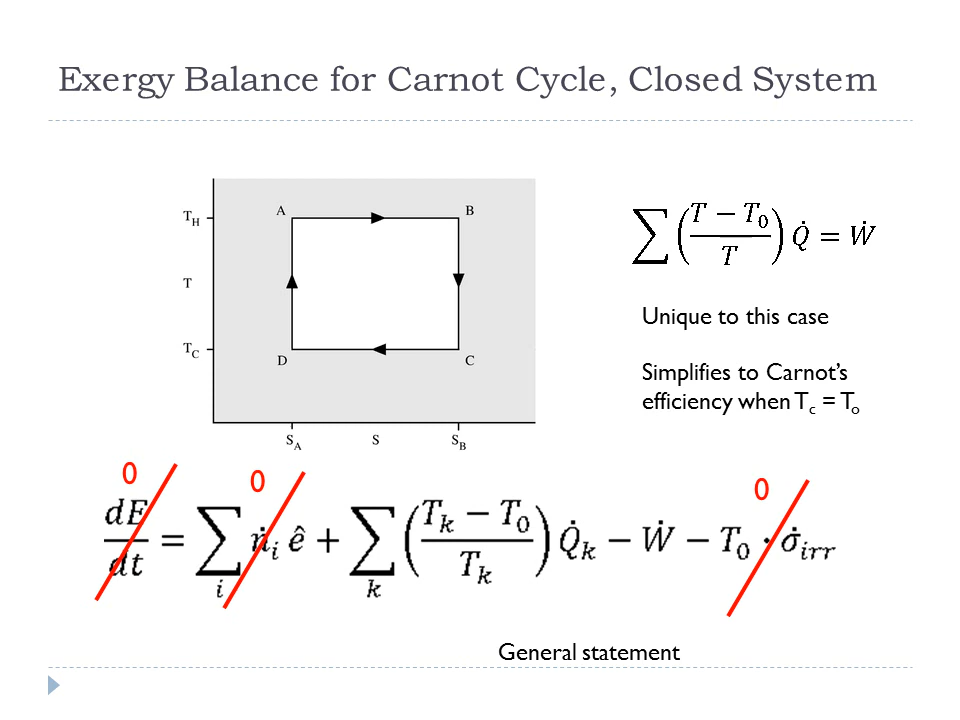 Exergy Balance for Carnot Cycle, Closed System
T_H
A
B
T
T_C
D
C
S_A
S
S_B
∑ ((T − T_0)/T) Q̇ = Ẇ
Unique to this case
Simplifies to Carnot’s
efficiency when T_c = T_o
0
0
0
dE/dt = ∑_i ṅ_i ê + ∑_k ((T_k − T_0)/T_k) Q̇_k − Ẇ − T_0 · σ̇_irr
General statement